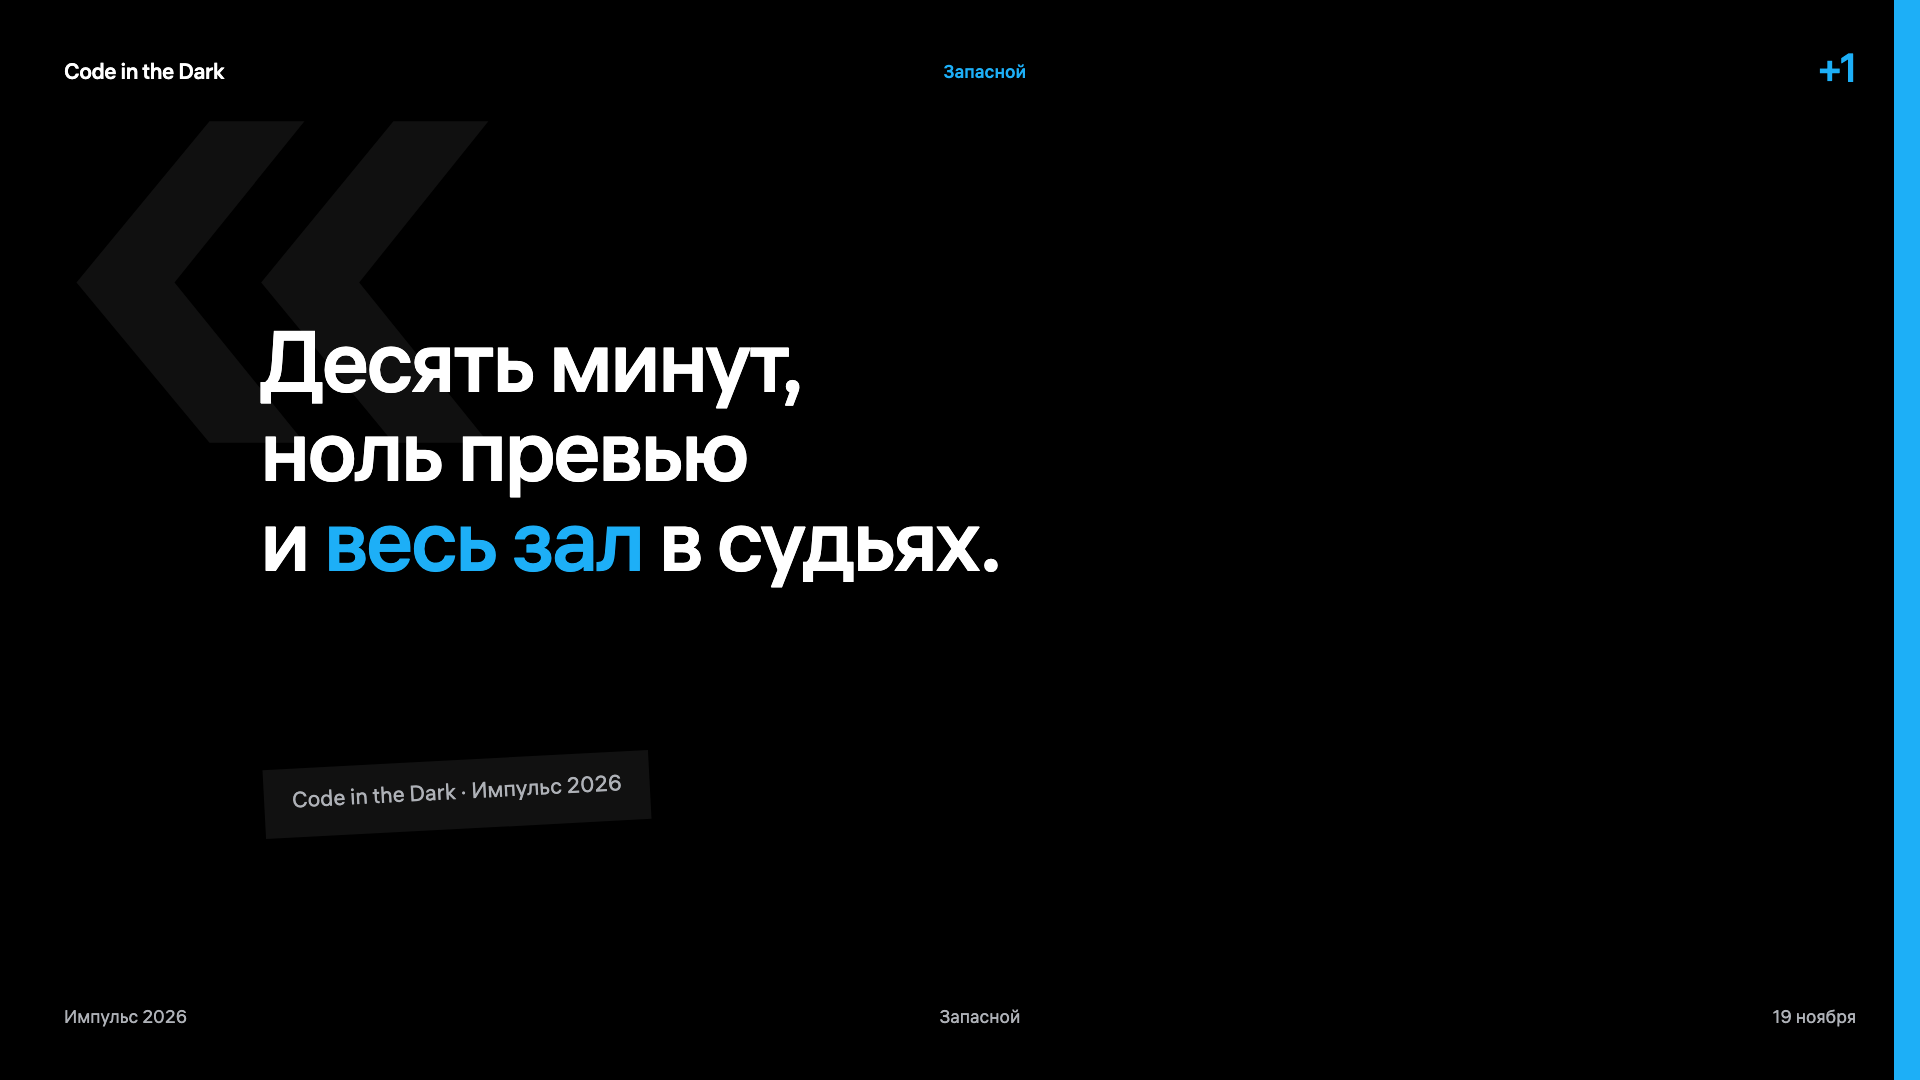 Code in the Dark
Запасной
+1
«
Десять минут,
ноль превью
и весь зал в судьях.
Code in the Dark · Импульс 2026
Импульс 2026
Запасной
19 ноября